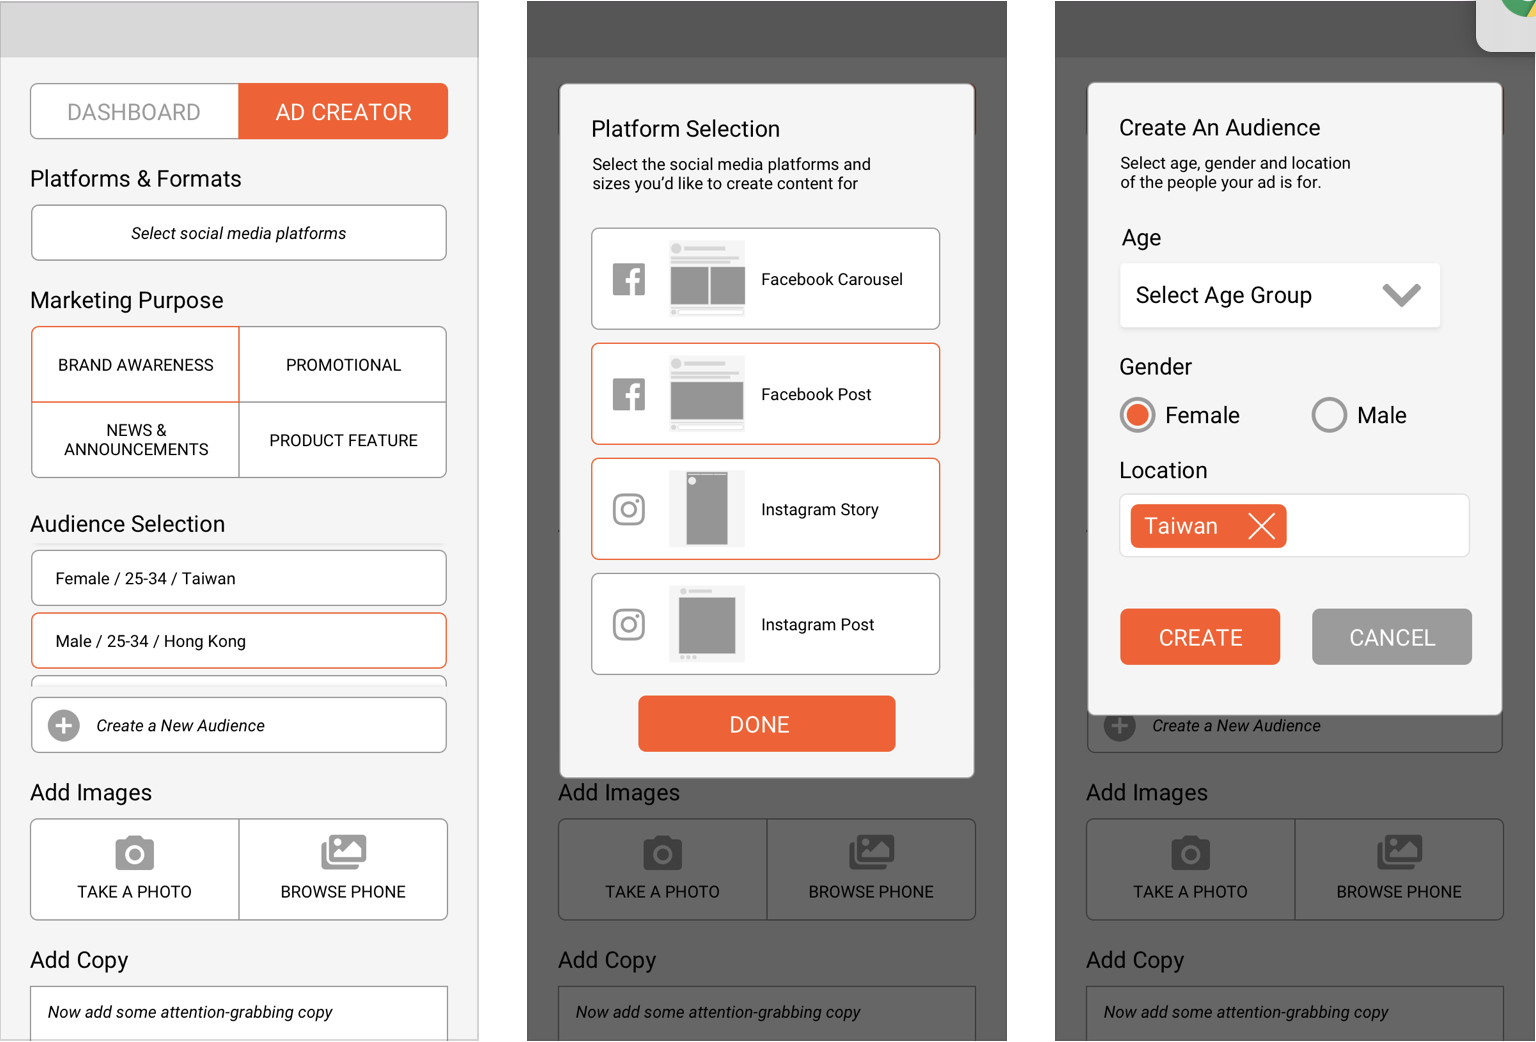 DASHBOARD
AD CREATOR
Platforms & Formats
Select social media platforms
Marketing Purpose
BRAND AWARENESS
PROMOTIONAL
NEWS &
ANNOUNCEMENTS
PRODUCT FEATURE
Audience Selection
Female / 25-34 / Taiwan
Male / 25-34 / Hong Kong
Create a New Audience
Add Images
TAKE A PHOTO
BROWSE PHONE
Add Copy
Now add some attention-grabbing copy
Platform Selection
Select the social media platforms and
sizes you’d like to create content for
Facebook Carousel
Facebook Post
Instagram Story
Instagram Post
DONE
Add Images
TAKE A PHOTO
BROWSE PHONE
Add Copy
Now add some attention-grabbing copy
Create An Audience
Select age, gender and location
of the people your ad is for.
Age
Select Age Group
Gender
Female
Male
Location
Taiwan
CREATE
CANCEL
Create a New Audience
Add Images
TAKE A PHOTO
BROWSE PHONE
Add Copy
Now add some attention-grabbing copy